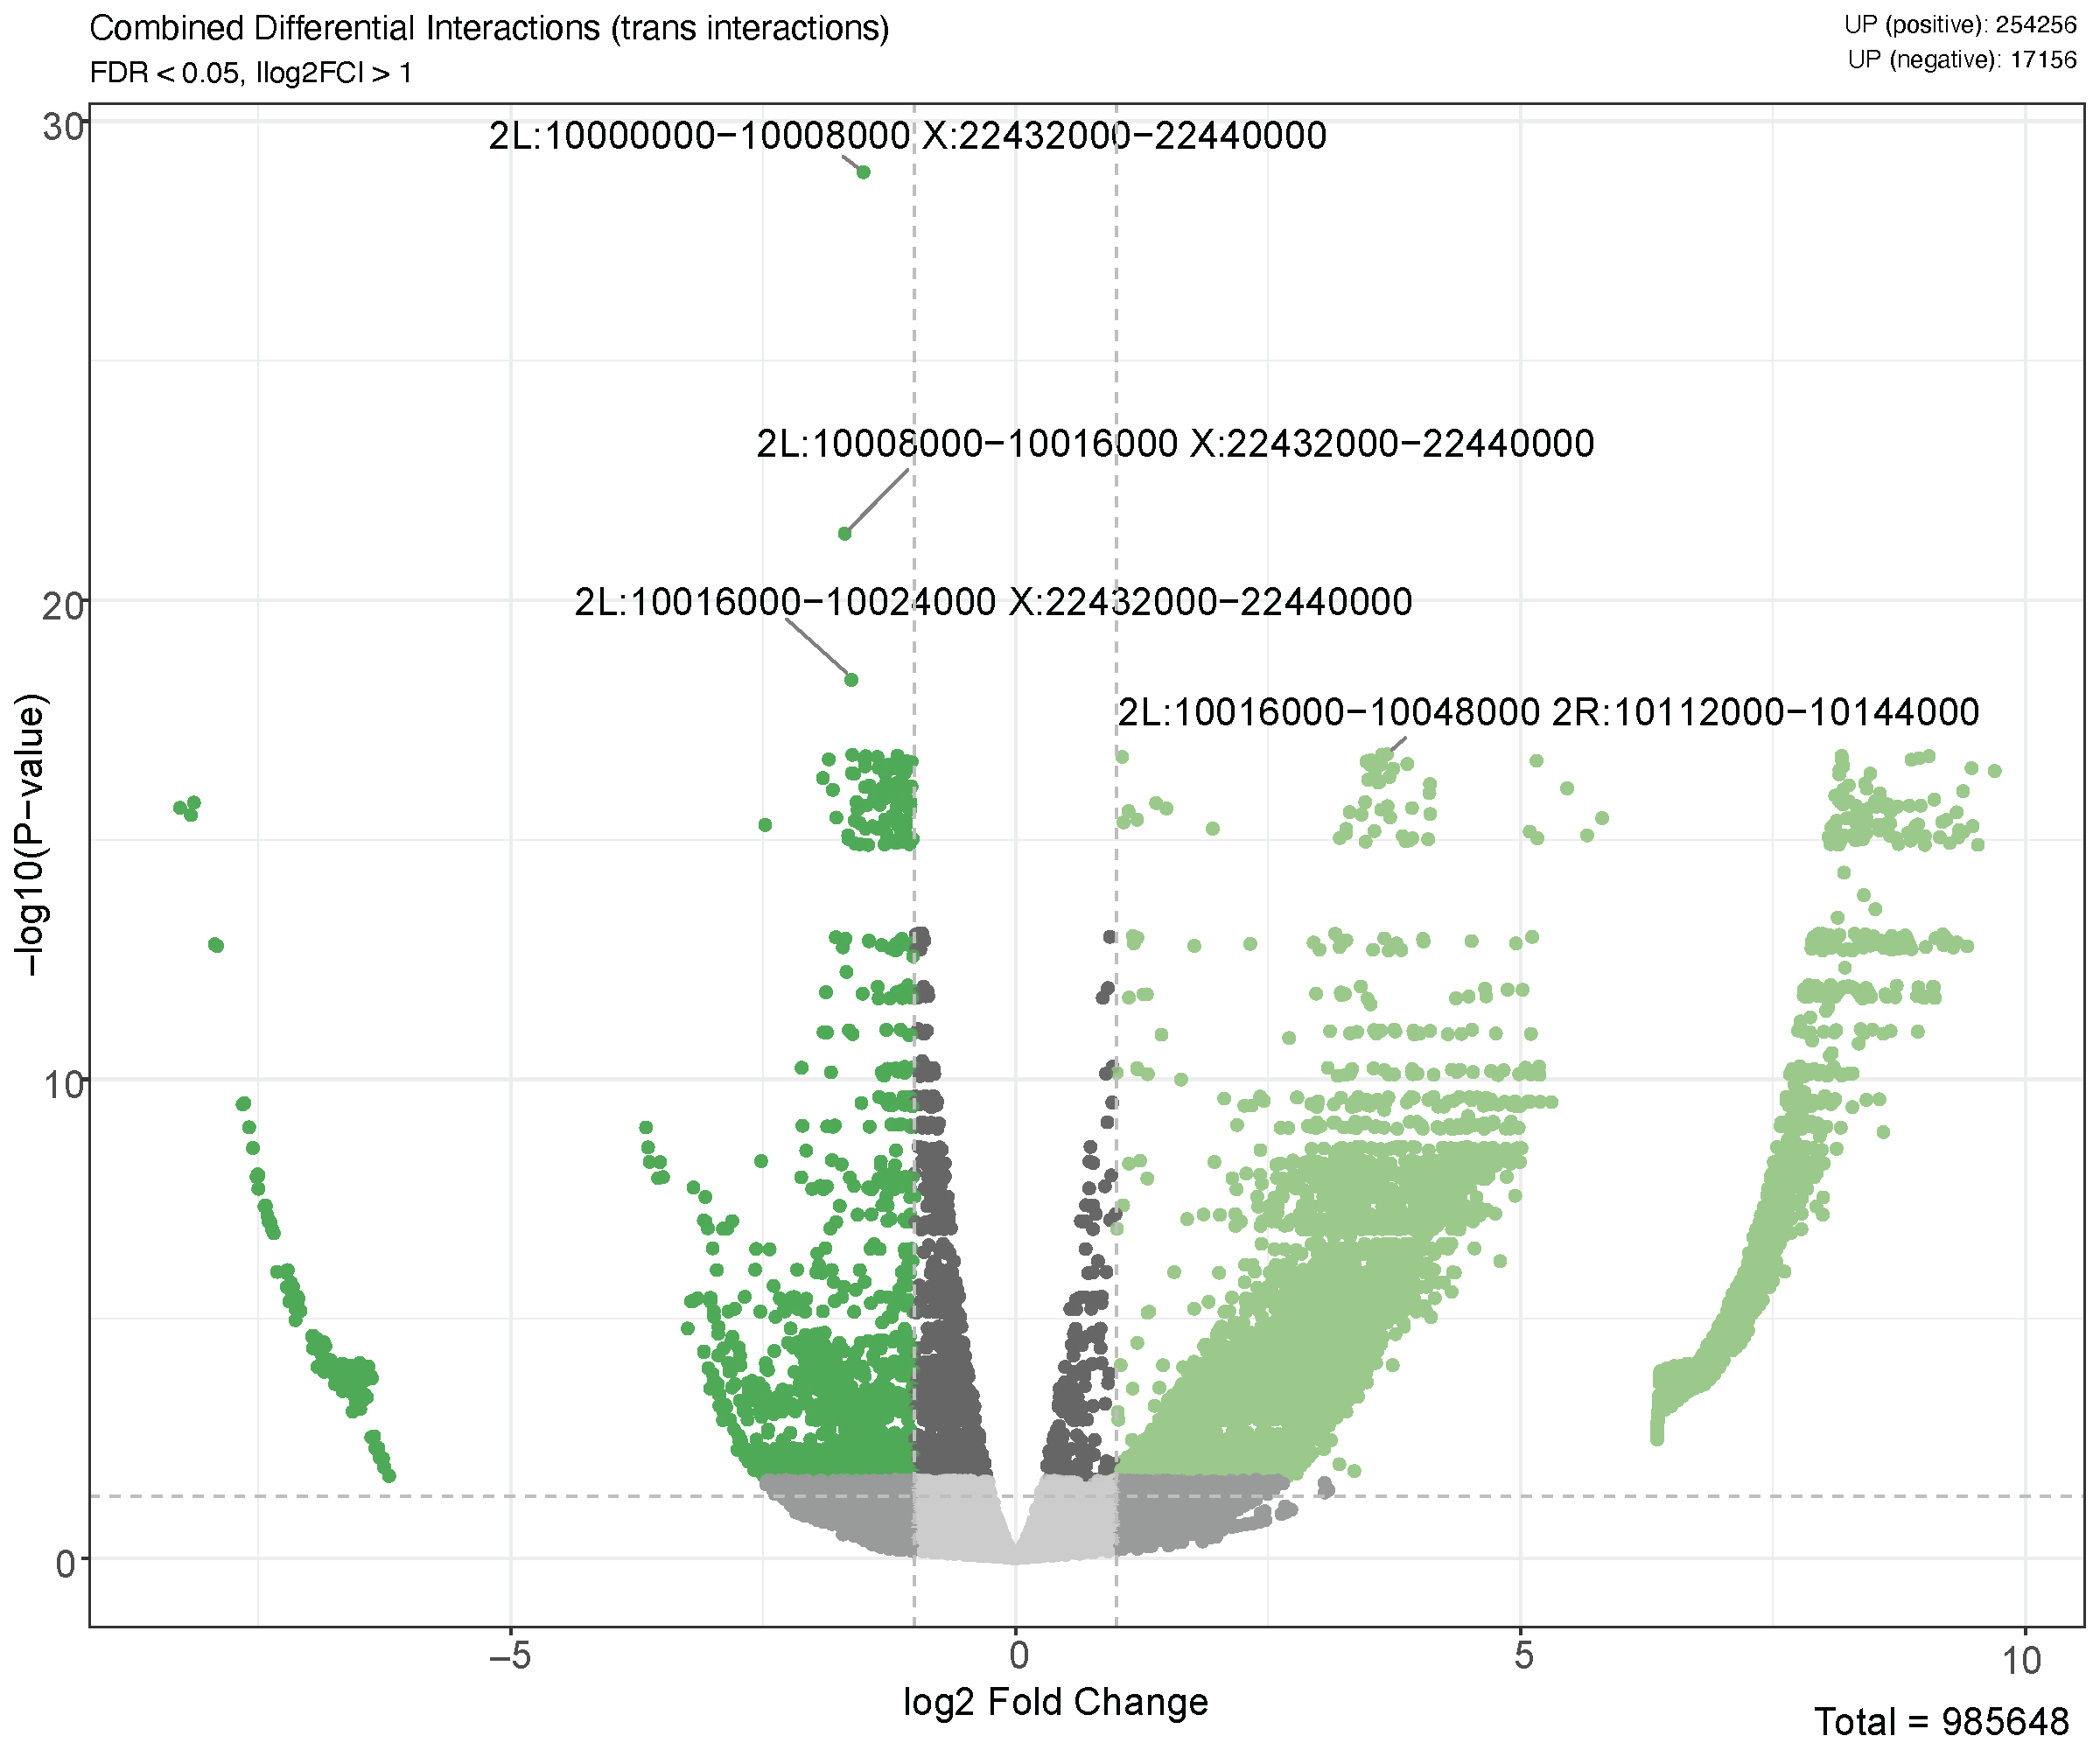 Combined Differential Interactions (trans interactions)
FDR < 0.05, |log2FC| > 1
UP (positive): 254256
UP (negative): 17156
30
20
10
0
−log10(P−value)
2L:10000000−10008000 X:22432000−22440000
2L:10008000−10016000 X:22432000−22440000
2L:10016000−10024000 X:22432000−22440000
2L:10016000−10048000 2R:10112000−10144000
−5
0
5
10
log2 Fold Change
Total = 985648